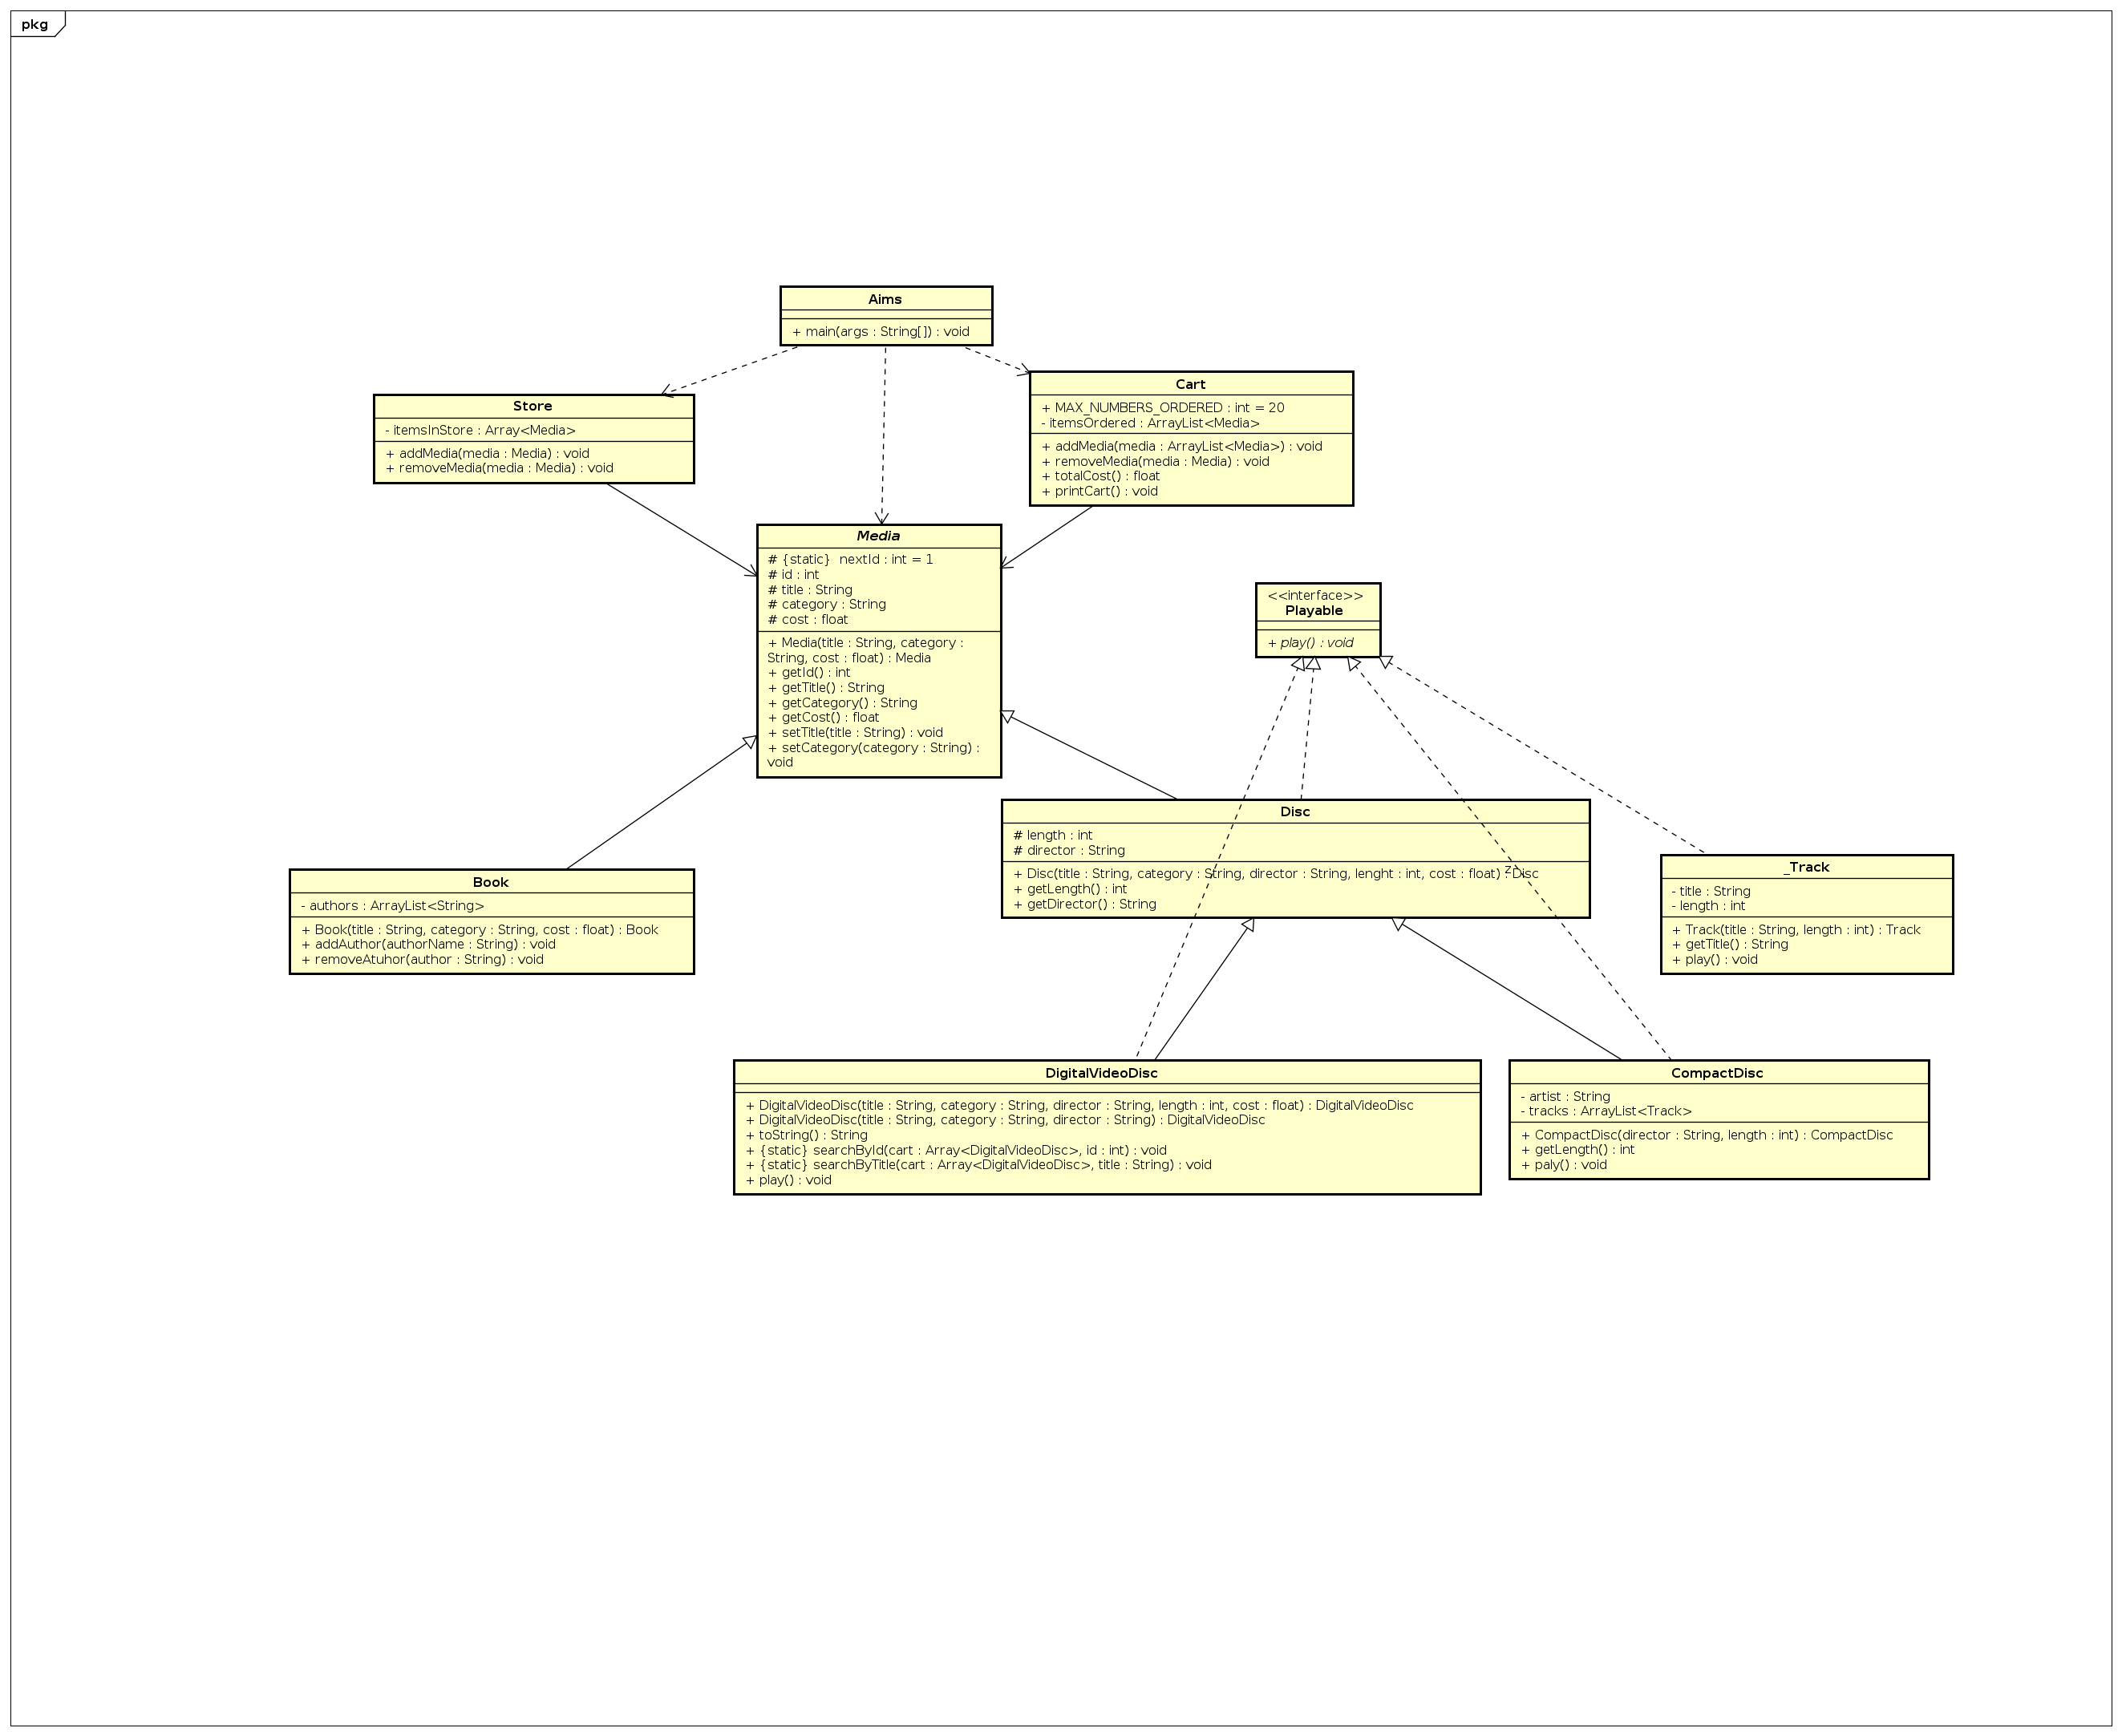 pkg
Aims
+ main(args : String[]) : void
Store
- itemsInStore : Array<Media>
+ addMedia(media : Media) : void
+ removeMedia(media : Media) : void
Cart
+ MAX_NUMBERS_ORDERED : int = 20
- itemsOrdered : ArrayList<Media>
+ addMedia(media : ArrayList<Media>) : void
+ removeMedia(media : Media) : void
+ totalCost() : float
+ printCart() : void
Media
# {static} nextId : int = 1
# id : int
# title : String
# category : String
# cost : float
+ Media(title : String, category :
String, cost : float) : Media
+ getId() : int
+ getTitle() : String
+ getCategory() : String
+ getCost() : float
+ setTitle(title : String) : void
+ setCategory(category : String) :
void
<<interface>>
Playable
+ play() : void
Disc
# length : int
# director : String
+ Disc(title : String, category : String, director : String, lenght : int, cost : float) : Disc
+ getLength() : int
+ getDirector() : String
z
_Track
- title : String
- length : int
+ Track(title : String, length : int) : Track
+ getTitle() : String
+ play() : void
Book
- authors : ArrayList<String>
+ Book(title : String, category : String, cost : float) : Book
+ addAuthor(authorName : String) : void
+ removeAtuhor(author : String) : void
DigitalVideoDisc
+ DigitalVideoDisc(title : String, category : String, director : String, length : int, cost : float) : DigitalVideoDisc
+ DigitalVideoDisc(title : String, category : String, director : String) : DigitalVideoDisc
+ toString() : String
+ {static} searchById(cart : Array<DigitalVideoDisc>, id : int) : void
+ {static} searchByTitle(cart : Array<DigitalVideoDisc>, title : String) : void
+ play() : void
CompactDisc
- artist : String
- tracks : ArrayList<Track>
+ CompactDisc(director : String, length : int) : CompactDisc
+ getLength() : int
+ paly() : void